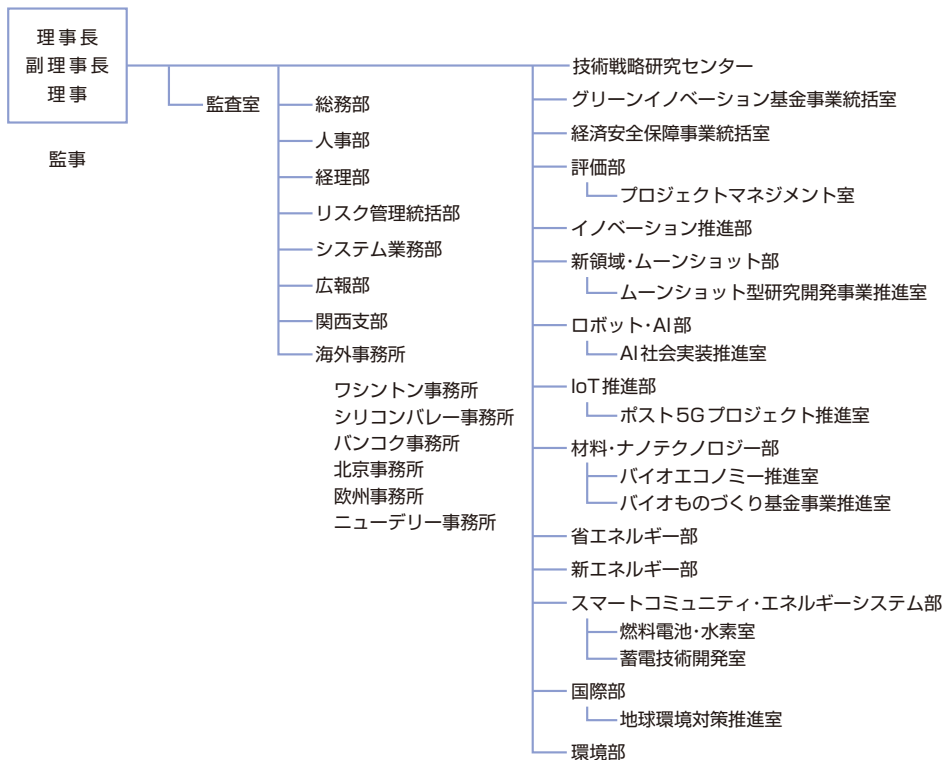 理事長
副理事長
理事
監事
監査室
総務部
人事部
経理部
リスク管理統括部
システム業務部
広報部
関西支部
海外事務所
ワシントン事務所
シリコンバレー事務所
バンコク事務所
北京事務所
欧州事務所
ニューデリー事務所
技術戦略研究センター
グリーンイノベーション基金事業統括室
経済安全保障事業統括室
評価部
プロジェクトマネジメント室
イノベーション推進部
新領域・ムーンショット部
ムーンショット型研究開発事業推進室
ロボット・AI部
AI社会実装推進室
IoT推進部
ポスト5Gプロジェクト推進室
材料・ナノテクノロジー部
バイオエコノミー推進室
バイオものづくり基金事業推進室
省エネルギー部
新エネルギー部
スマートコミュニティ・エネルギーシステム部
燃料電池・水素室
蓄電技術開発室
国際部
地球環境対策推進室
環境部